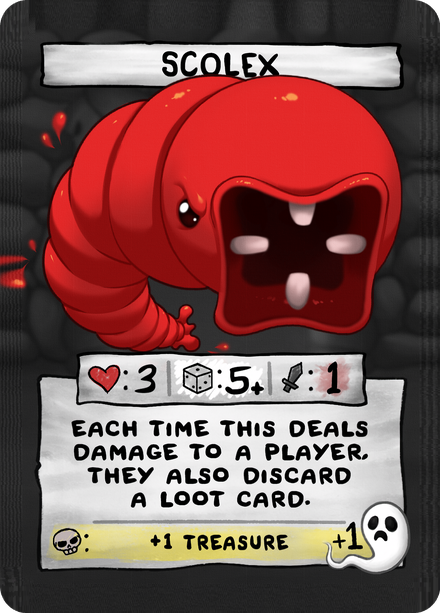 SCOLEX
:3 :5+ :1
EACH TIME THIS DEALS
DAMAGE TO A PLAYER,
THEY ALSO DISCARD
A LOOT CARD.
: +1 TREASURE +1